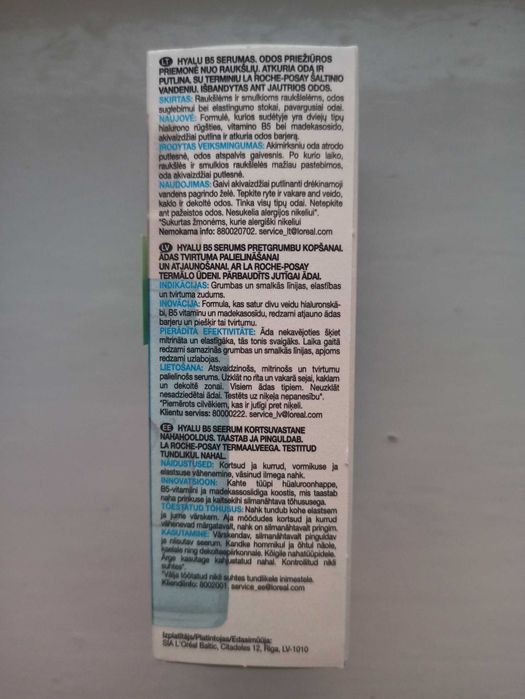 LT HYALU B5 SERUMAS. ODOS PRIEŽIŪROS
PRIEMONĖ NUO RAUKŠLIŲ. ATKURIA ODĄ IR
PUTLINA. SU TERMINIU LA ROCHE-POSAY ŠALTINIO
VANDENIU. IŠBANDYTAS ANT JAUTRIOS ODOS.
SKIRTAS: Raukšlėms ir smulkioms raukšlelėms, odos
suglebimui bei elastingumo stokai, pavargusiai odai.
NAUJOVĖ: Formulė, kurios sudėtyje yra dviejų tipų
hialurono rūgšties, vitamino B5 bei madekasosido,
akivaizdžiai putlina ir atkuria odos barjerą.
ĮRODYTAS VEIKSMINGUMAS: Akimirksniu oda atrodo
putlesnė, odos atspalvis gaivesnis. Po kurio laiko,
raukšlės ir smulkios raukšlelės mažiau pastebimos,
oda akivaizdžiai putlesnė.
NAUDOJIMAS: Gaivi akivaizdžiai putlinanti drėkinamoji
vandens pagrindo želė. Tepkite ryte ir vakare and veido,
kaklo ir dekoltė odos. Tinka visų tipų odai. Netepkite
ant pažeistos odos. Nesukelia alergijos nikeliui*.
*Sukurtas žmonėms, kurie alergiški nikeliui
Nemokama info: 880020702. service_lt@loreal.com
LV HYALU B5 SERUMS PRETGRUMBU KOPŠANAI.
ĀDAS TVIRTUMA PALIELINĀŠANAI
UN ATJAUNOŠANAI AR LA ROCHE-POSAY
TERMĀLO ŪDENI. PĀRBAUDĪTS JUTĪGAI ĀDAI.
INDIKĀCIJAS: Grumbas un smalkās līnijas, elastības
un tvirtuma zudums.
INOVĀCIJA: Formula, kas satur divu veidu hialuronskā-
bi, B5 vitamīnu un madekasosīdu, redzami atjauno ādas
barjeru un piešķir tai tvirtumu.
PIERĀDĪTA EFEKTIVITĀTE: Āda nekavējoties šķiet
mitrināta un elastīgāka, tās tonis svaigāks. Laika gaitā
redzami samazinās grumbas un smalkās līnijas, apjoms
redzami uzlabojas.
LIETOŠANA: Atsvaidzinošs, mitrinošs un tvirtumu
palielinošs serums. Uzklāt no rīta un vakarā sejai, kaklam
un dekoltē zonai. Visiem ādas tipiem. Neuzklāt
nesadziedētai ādai. Testēts uz niķeļa nepanesību*.
*Piemērots cilvēkiem, kas ir jutīgi pret niķeli.
Klientu serviss: 80000222. service_lv@loreal.com
EE HYALU B5 SEERUM KORTSUVASTANE
NAHAHOOLDUS. TAASTAB JA PINGULDAB.
LA ROCHE-POSAY TERMAALVEEGA. TESTITUD
TUNDLIKUL NAHAL.
NÄIDUSTUSED: Kortsud ja kurrud, vormikuse ja
elastsuse vähenemine, väsinud ilmega nahk.
INNOVATSIOON: Kahte tüüpi hüaluroonhappe,
B5-vitamiini ja madekassosiidiga koostis, mis taastab
naha prinkuse ja kaitsekihi silmanähtava tõhususega.
TÕESTATUD TÕHUSUS: Nahk tundub kohe elastsem
ja jume värskem. Aja möödudes kortsud ja kurrud
vähenevad märgatavalt, nahk on silmanähtavalt pringim.
KASUTAMINE: Värskendav, silmanähtavalt pinguldav
ja niisutav seerum. Kandke hommikul ja õhtul näole,
kaelale ning dekolteepiirkonnale. Kõigile nahatüüpidele.
Ärge kasutage kahjustatud nahal. Kontrollitud nikli
suhtes*.
*Välja töötatud nikli suhtes tundlikele inimestele.
Kliendiinfo: 8002001. service_ee@loreal.com
Izplatītājs/Platintojas/Edasimüüja:
SIA L'Oréal Baltic, Citadeles 12, Riga, LV-1010